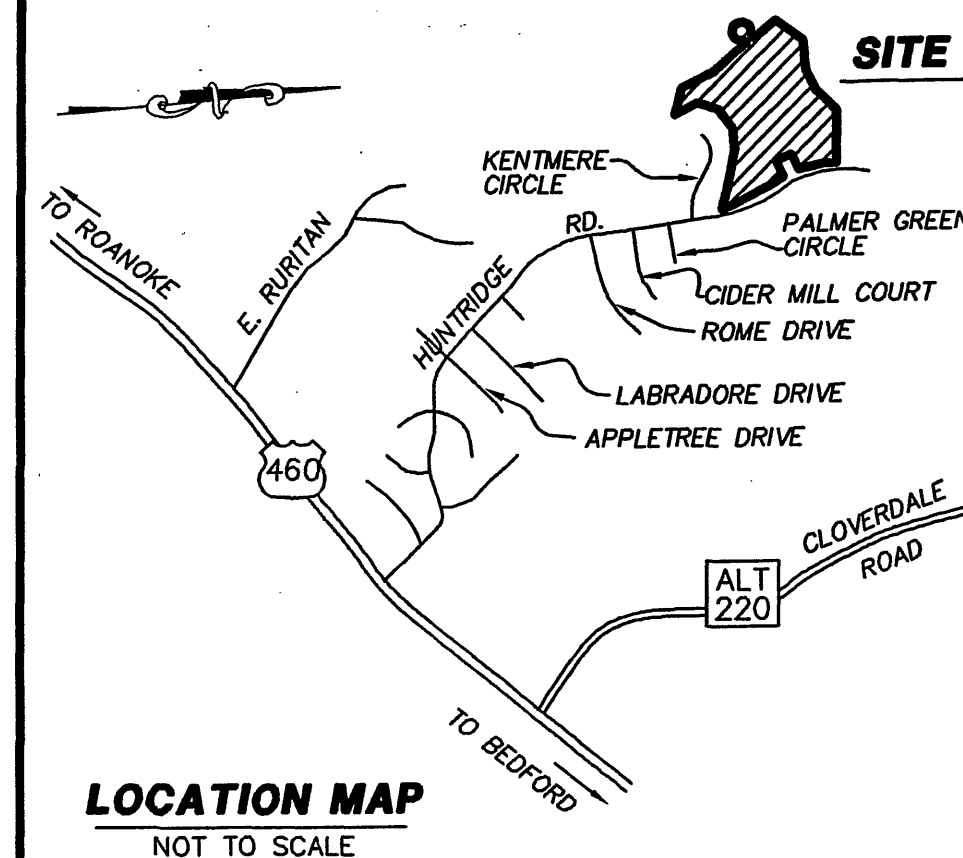 SITE
KENTMERE
CIRCLE
TO ROANOKE
E. RURITAN
HUNTRIDGE
RD.
PALMER GREEN
CIRCLE
CIDER MILL COURT
ROME DRIVE
LABRADORE DRIVE
APPLETREE DRIVE
460
CLOVERDALE
ROAD
ALT
220
TO BEDFORD
LOCATION MAP
NOT TO SCALE